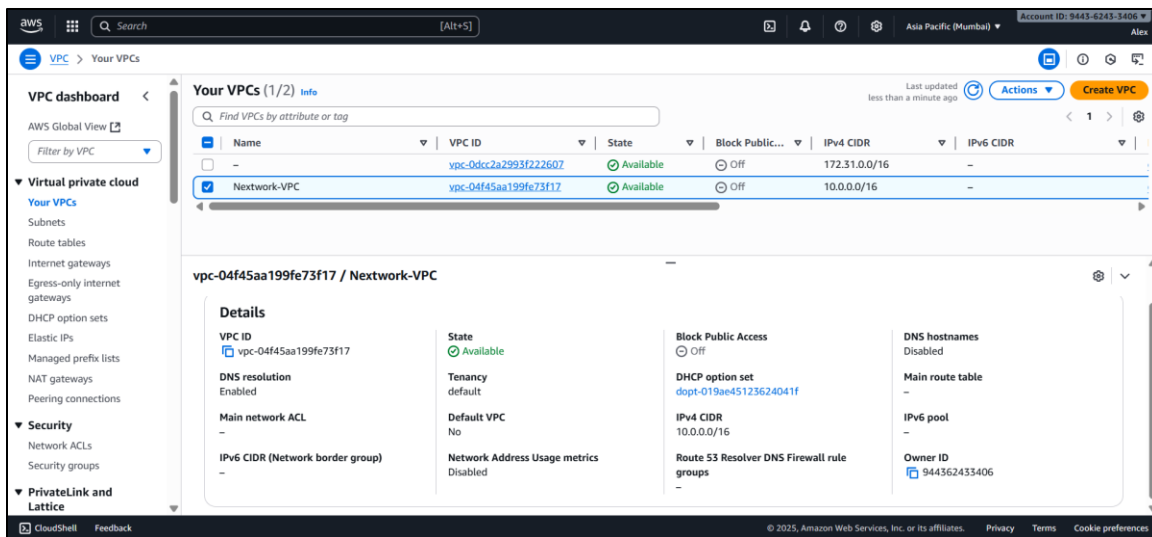 aws
Search [Alt+S]
Asia Pacific (Mumbai) ▼
Account ID: 9443-6243-3406 ▼
Alex
VPC > Your VPCs
VPC dashboard
AWS Global View
Filter by VPC
Virtual private cloud
Your VPCs
Subnets
Route tables
Internet gateways
Egress-only internet
gateways
DHCP option sets
Elastic IPs
Managed prefix lists
NAT gateways
Peering connections
Security
Network ACLs
Security groups
PrivateLink and
Lattice
Your VPCs (1/2) Info
Last updated
less than a minute ago
Actions ▼
Create VPC
Find VPCs by attribute or tag
< 1 >
Name VPC ID State Block Public... IPv4 CIDR IPv6 CIDR
– vpc-0dcc2a2993f222607 Available Off 172.31.0.0/16 –
Nextwork-VPC vpc-04f45aa199fe73f17 Available Off 10.0.0.0/16 –
vpc-04f45aa199fe73f17 / Nextwork-VPC
Details
VPC ID
vpc-04f45aa199fe73f17
State
Available
Block Public Access
Off
DNS hostnames
Disabled
DNS resolution
Enabled
Tenancy
default
DHCP option set
dopt-019ae45123624041f
Main route table
–
Main network ACL
–
Default VPC
No
IPv4 CIDR
10.0.0.0/16
IPv6 pool
–
IPv6 CIDR (Network border group)
–
Network Address Usage metrics
Disabled
Route 53 Resolver DNS Firewall rule
groups
–
Owner ID
944362433406
CloudShell Feedback
© 2025, Amazon Web Services, Inc. or its affiliates. Privacy Terms Cookie preferences